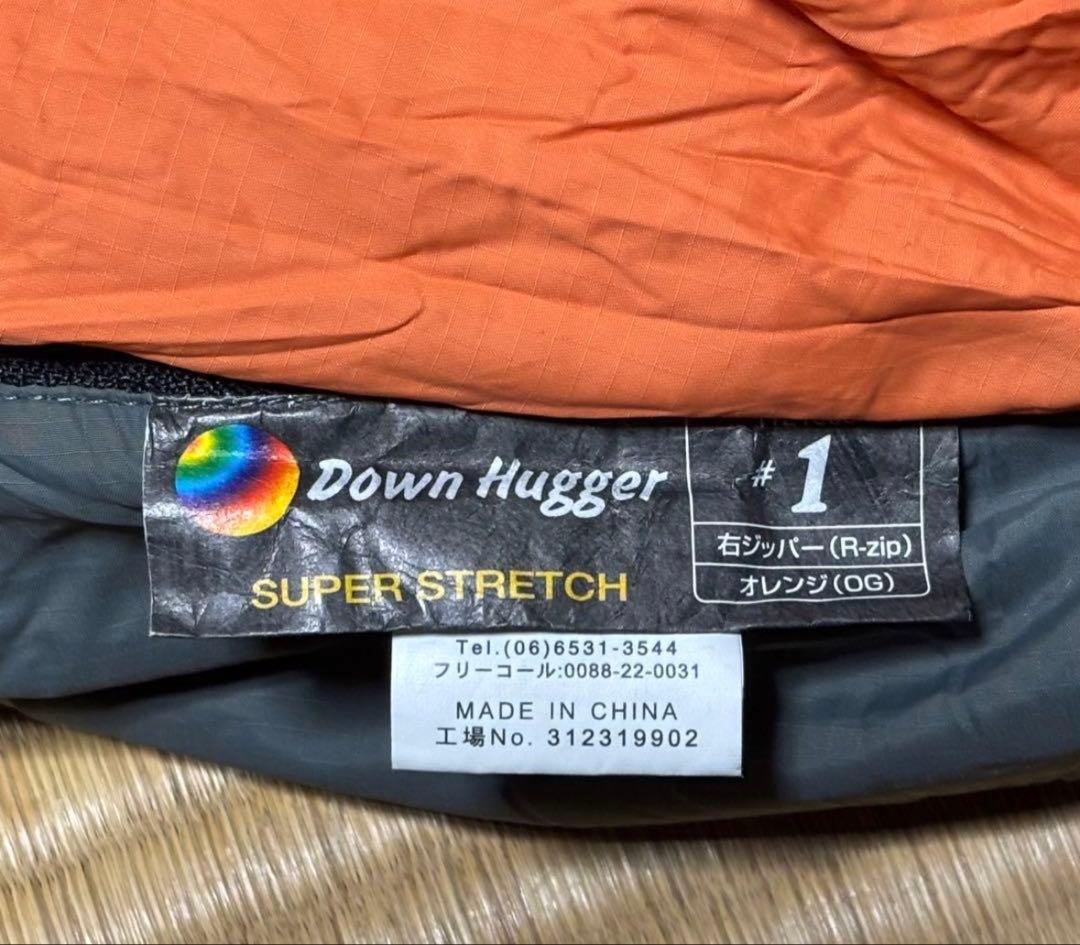 Down Hugger
SUPER STRETCH
#1
右ジッパー(R-zip)
オレンジ(OG)
Tel.(06)6531-3544
フリーコール:0088-22-0031
MADE IN CHINA
工場No. 312319902